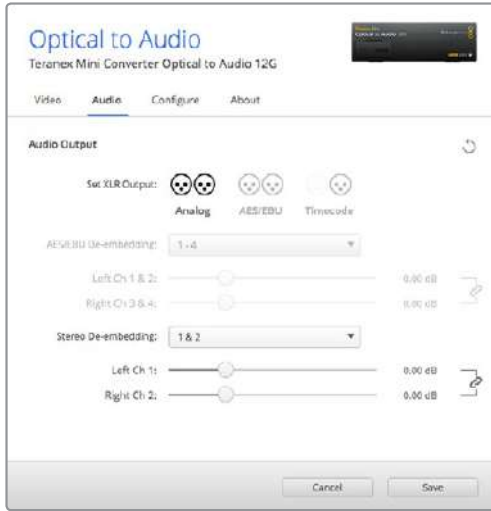 Optical to Audio
Teranex Mini Converter Optical to Audio 12G
Video Audio Configure About
Audio Output
Set XLR Output:
Analog AES/EBU Timecode
AES/EBU De-embedding: 1-4
Left Ch 1 & 2: 0.00 dB
Right Ch 3 & 4: 0.00 dB
Stereo De-embedding: 1 & 2
Left Ch 1: 0.00 dB
Right Ch 2: 0.00 dB
Cancel Save